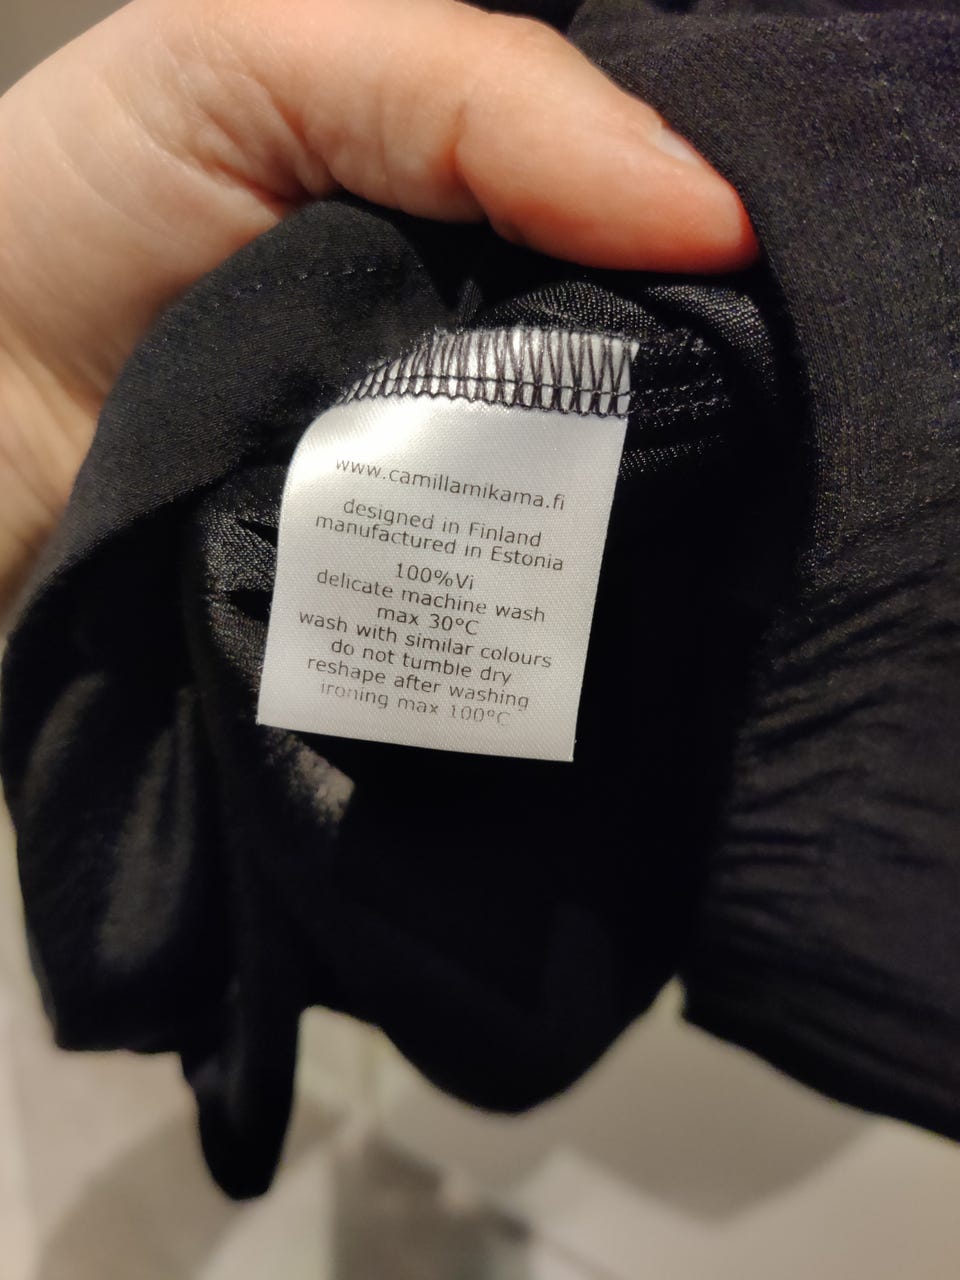 www.camillamikama.fi
designed in Finland
manufactured in Estonia
100%Vi
delicate machine wash
max 30°C
wash with similar colours
do not tumble dry
reshape after washing
ironing max 100°C